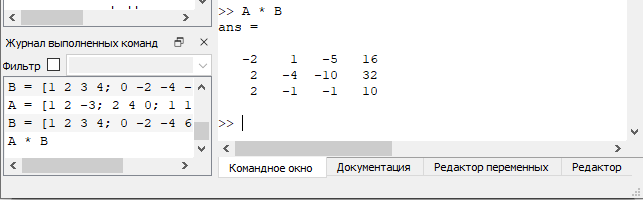 Журнал выполненных команд
Фильтр
B = [1 2 3 4; 0 -2 -4 -
A = [1 2 -3; 2 4 0; 1 1
B = [1 2 3 4; 0 -2 -4 6
A * B
>> A * B
ans =
-2 1 -5 16
2 -4 -10 32
2 -1 -1 10
>>
Командное окно Документация Редактор переменных Редактор